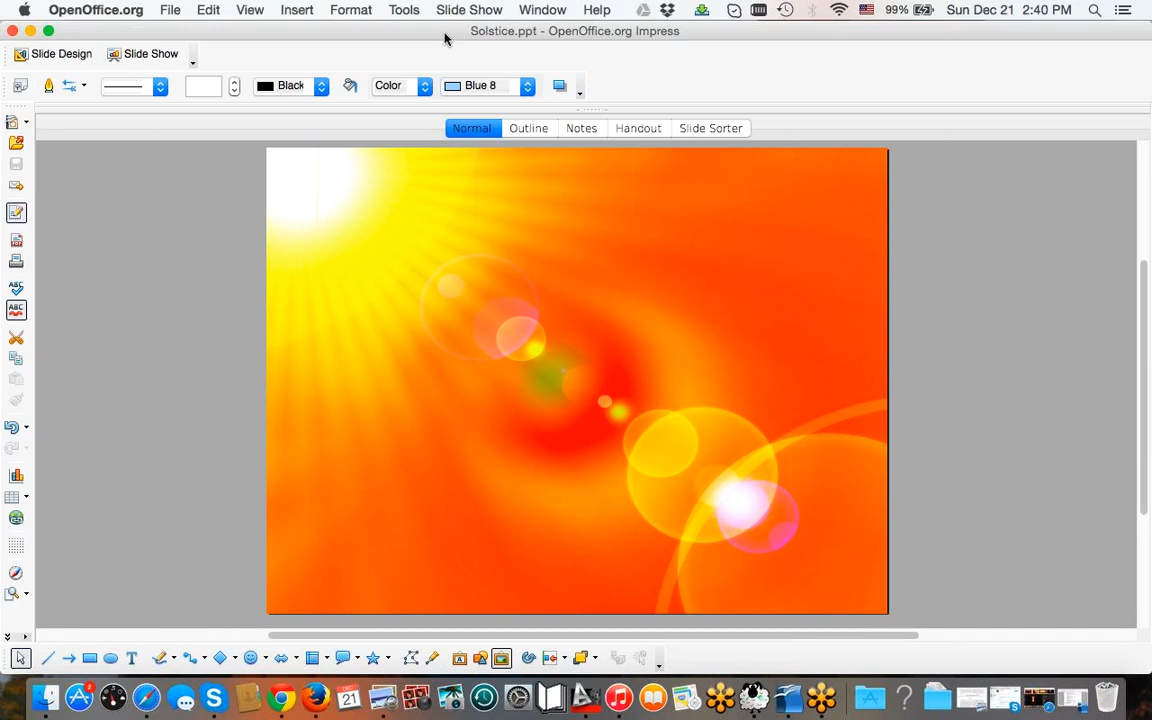 OpenOffice.org File Edit View Insert Format Tools Slide Show Window Help 99% Sun Dec 21 2:40 PM
Solstice.ppt - OpenOffice.org Impress
Slide Design Slide Show
Black Color Blue 8
Normal Outline Notes Handout Slide Sorter